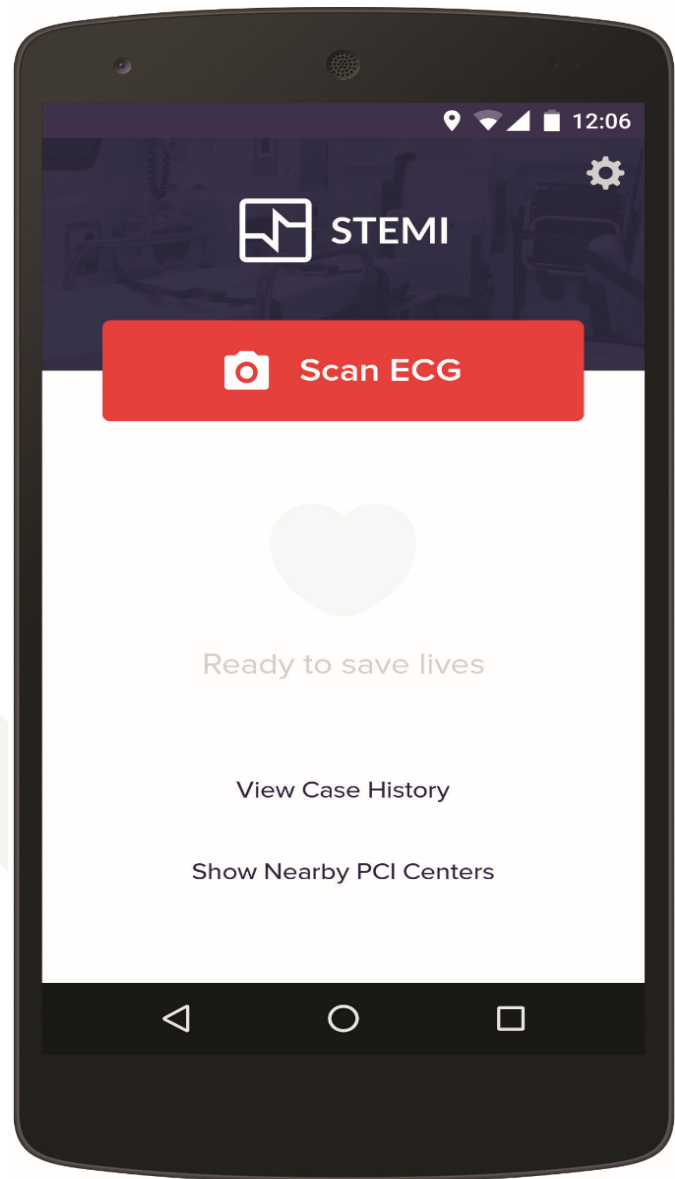 12:06
STEMI
Scan ECG
Ready to save lives
View Case History
Show Nearby PCI Centers